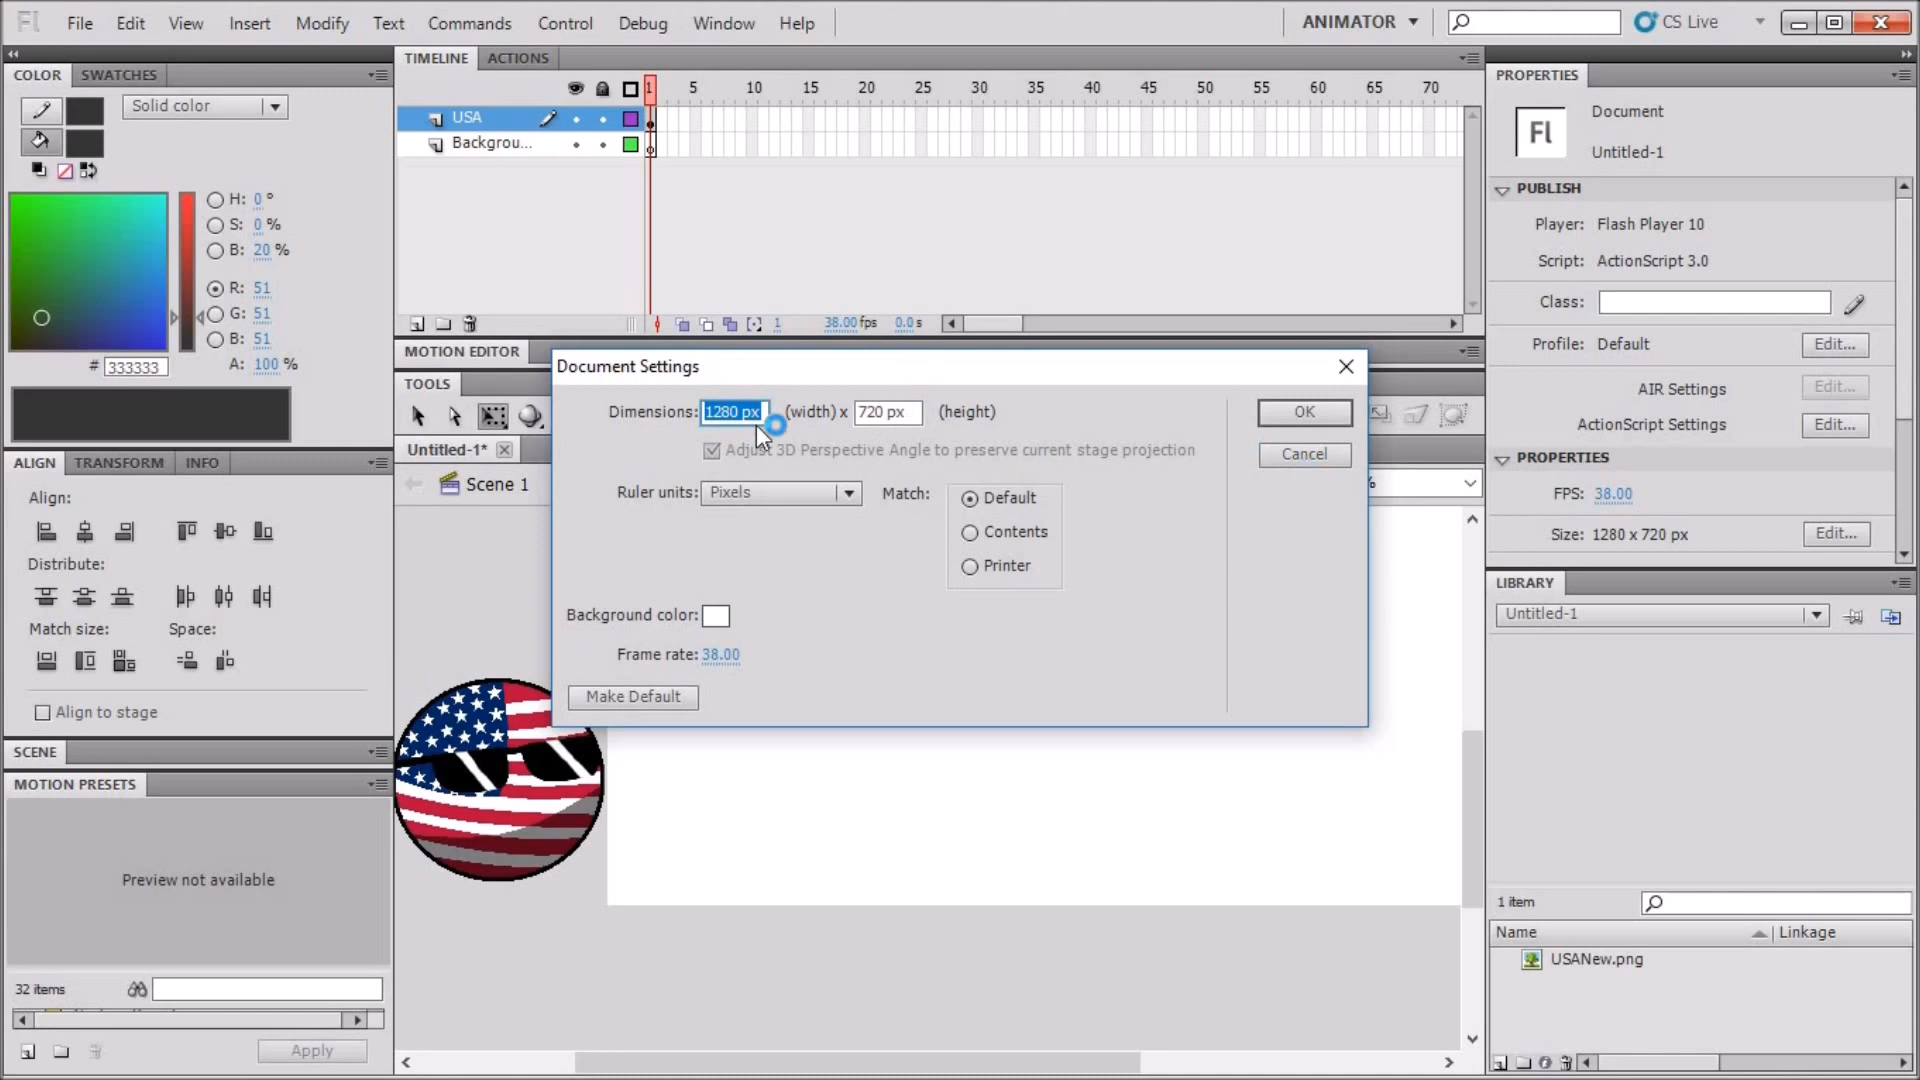 Fl File Edit View Insert Modify Text Commands Control Debug Window Help ANIMATOR CS Live
COLOR SWATCHES
Solid color
H: 0 °
S: 0 %
B: 20 %
R: 51
G: 51
B: 51
# 333333 A: 100 %
ALIGN TRANSFORM INFO
Align:
Distribute:
Match size: Space:
Align to stage
SCENE
MOTION PRESETS
Preview not available
32 items
Apply
TIMELINE ACTIONS
1 5 10 15 20 25 30 35 40 45 50 55 60 65 70
USA
Backgrou...
1 38.00 fps 0.0 s
MOTION EDITOR
TOOLS
Untitled-1*
Scene 1
Document Settings
Dimensions: 1280 px (width) x 720 px (height)
Adjust 3D Perspective Angle to preserve current stage projection
Ruler units: Pixels Match: Default
Contents
Printer
Background color:
Frame rate: 38.00
Make Default
OK
Cancel
PROPERTIES
Fl
Document
Untitled-1
PUBLISH
Player: Flash Player 10
Script: ActionScript 3.0
Class:
Profile: Default Edit...
AIR Settings Edit...
ActionScript Settings Edit...
PROPERTIES
FPS: 38.00
Size: 1280 x 720 px Edit...
LIBRARY
Untitled-1
1 item
Name Linkage
USANew.png